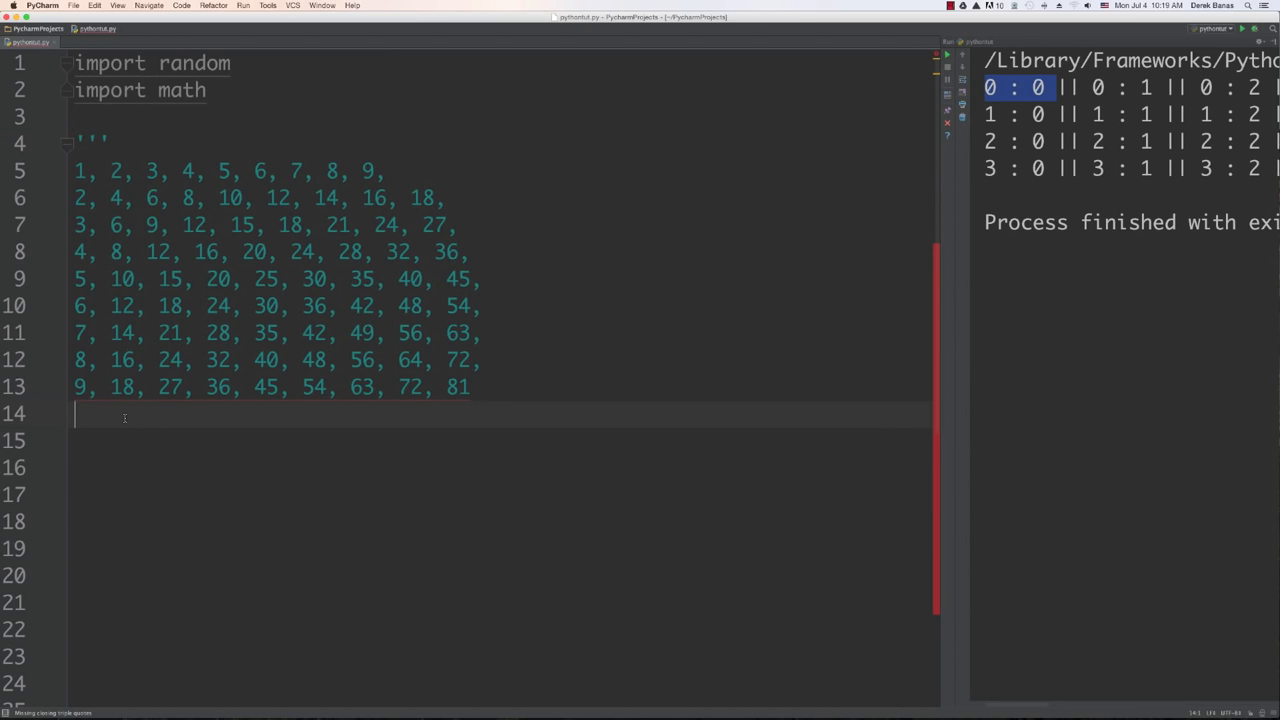 PyCharm File Edit View Navigate Code Refactor Run Tools VCS Window Help
10 Mon Jul 4 10:19 AM Derek Banas
pythontut.py - PycharmProjects - [~/PycharmProjects]
PycharmProjects pythontut.py pythontut
pythontut.py Run pythontut
1 import random
2 import math
3
4 '''
5 1, 2, 3, 4, 5, 6, 7, 8, 9,
6 2, 4, 6, 8, 10, 12, 14, 16, 18,
7 3, 6, 9, 12, 15, 18, 21, 24, 27,
8 4, 8, 12, 16, 20, 24, 28, 32, 36,
9 5, 10, 15, 20, 25, 30, 35, 40, 45,
10 6, 12, 18, 24, 30, 36, 42, 48, 54,
11 7, 14, 21, 28, 35, 42, 49, 56, 63,
12 8, 16, 24, 32, 40, 48, 56, 64, 72,
13 9, 18, 27, 36, 45, 54, 63, 72, 81
14
15
16
17
18
19
20
21
22
23
24
/Library/Frameworks/Pytho
0 : 0 || 0 : 1 || 0 : 2 |
1 : 0 || 1 : 1 || 1 : 2 |
2 : 0 || 2 : 1 || 2 : 2 |
3 : 0 || 3 : 1 || 3 : 2 |
Process finished with exi
Missing closing triple quotes 14:1 LF÷ UTF-8÷